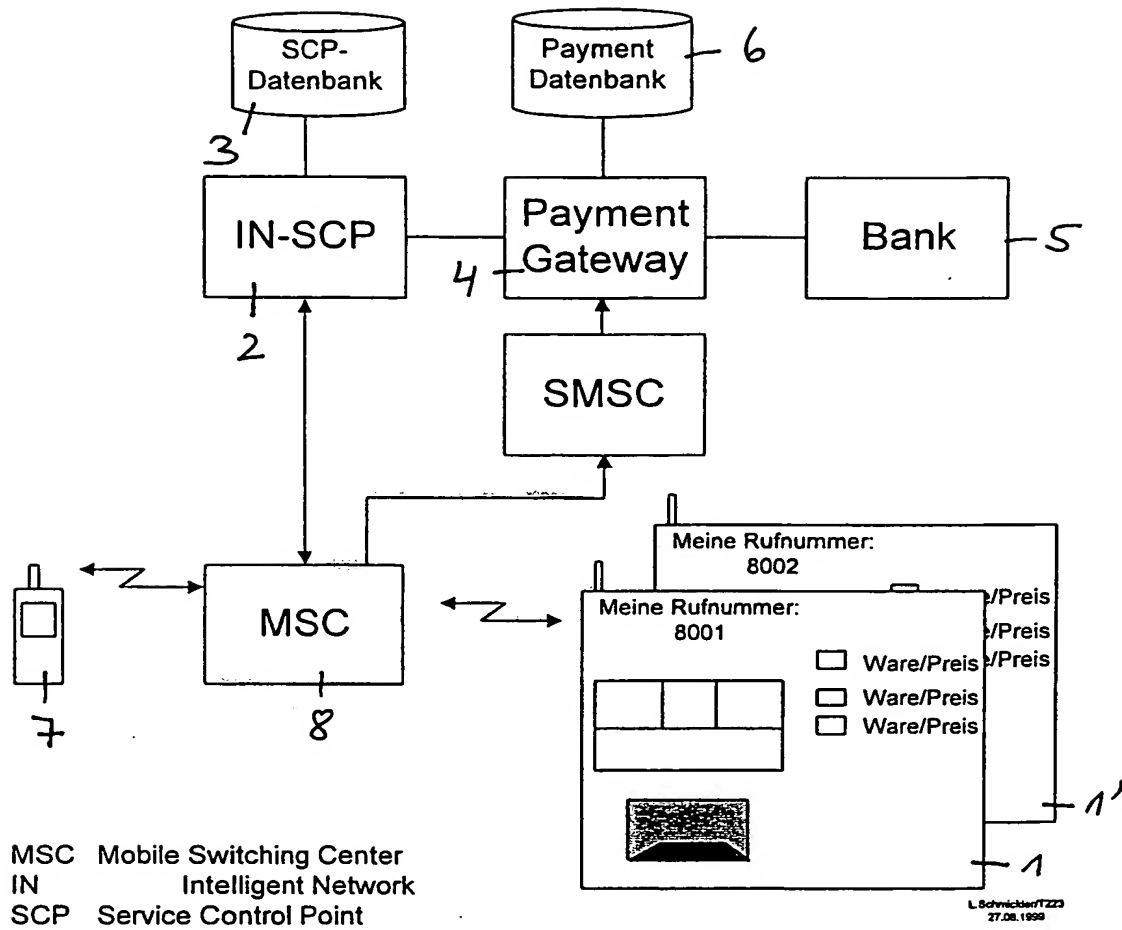 SCP-
Datenbank
3
Payment
Datenbank
6
IN-SCP
2
Payment
Gateway
4
Bank
5
SMSC
MSC
8
7
Meine Rufnummer:
8002
e/Preis
e/Preis
e/Preis
1'
Meine Rufnummer:
8001
Ware/Preis
Ware/Preis
Ware/Preis
1
MSC Mobile Switching Center
IN Intelligent Network
SCP Service Control Point
27.08.1999